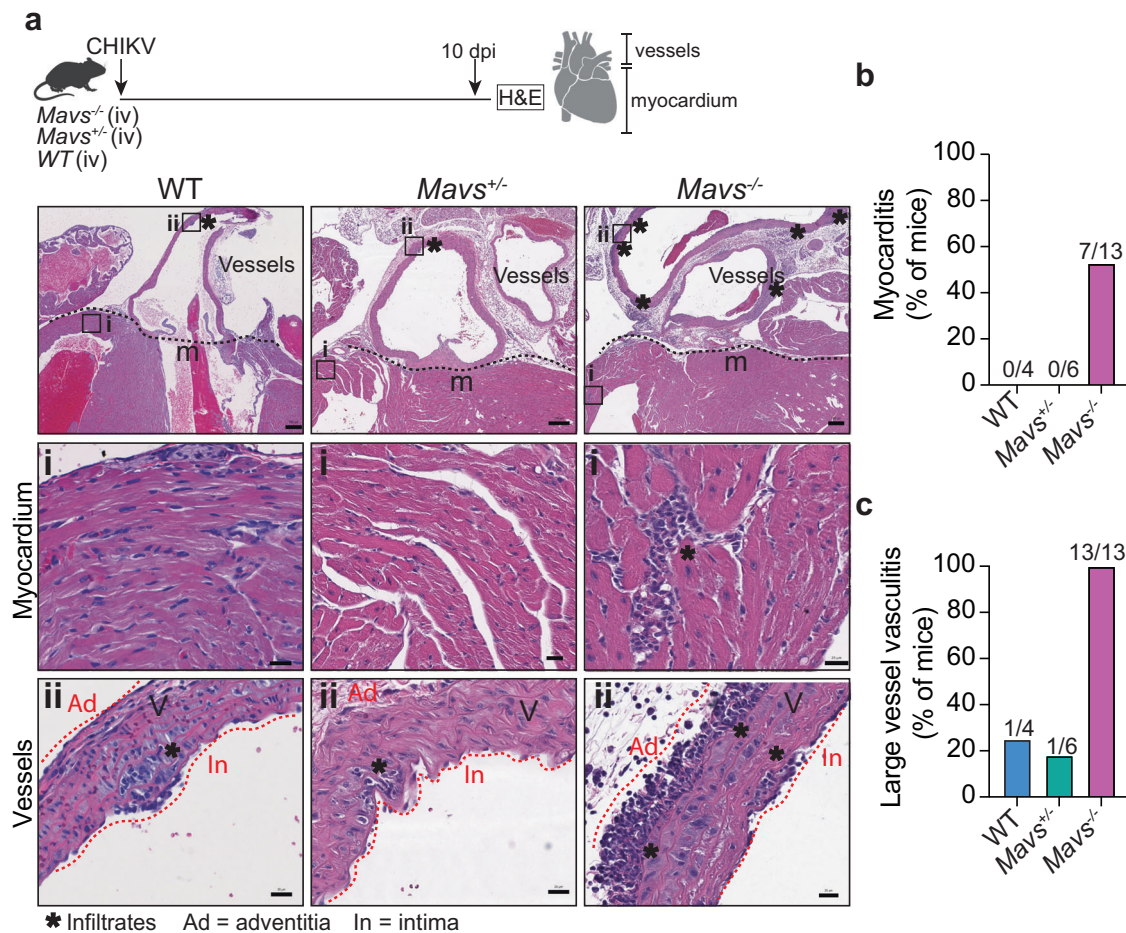 a
CHIKV
10 dpi
H&E
vessels
myocardium
Mavs-/- (iv)
Mavs+/- (iv)
WT (iv)
WT
Mavs+/-
Mavs-/-
ii
Vessels
i
m
ii
Vessels
i
m
ii
Vessels
i
m
Myocardium
i
i
i
Vessels
ii
Ad
V
In
ii
Ad
V
In
ii
Ad
V
In
* Infiltrates Ad = adventitia In = intima
b
Myocarditis
(% of mice)
100
80
60
40
20
0
0/4
0/6
7/13
WT
Mavs+/-
Mavs-/-
c
Large vessel vasculitis
(% of mice)
100
80
60
40
20
0
1/4
1/6
13/13
WT
Mavs+/-
Mavs-/-